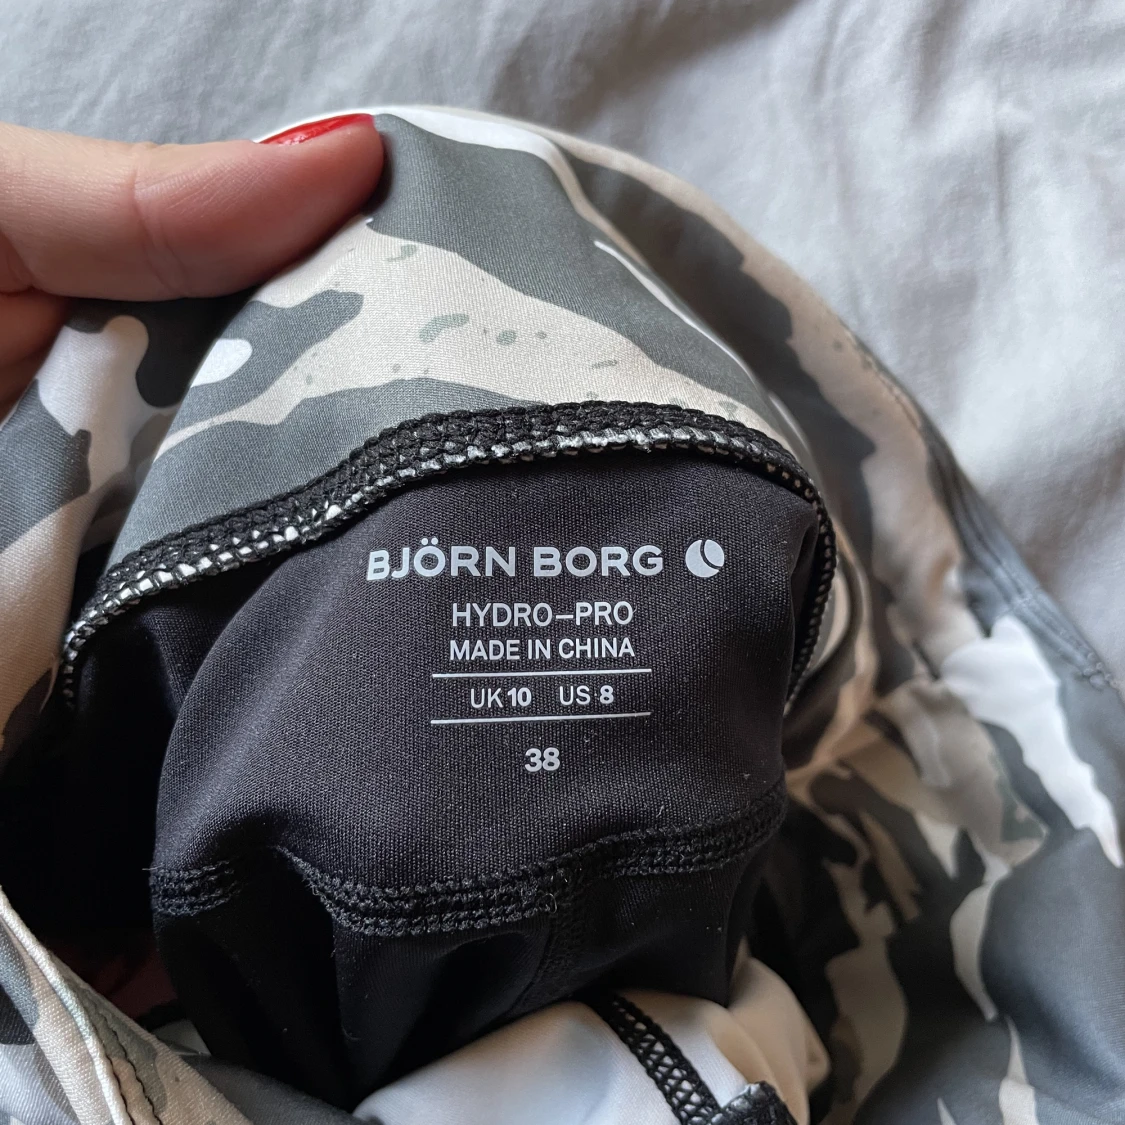 BJÖRN BORG
HYDRO-PRO
MADE IN CHINA
UK 10 US 8
38